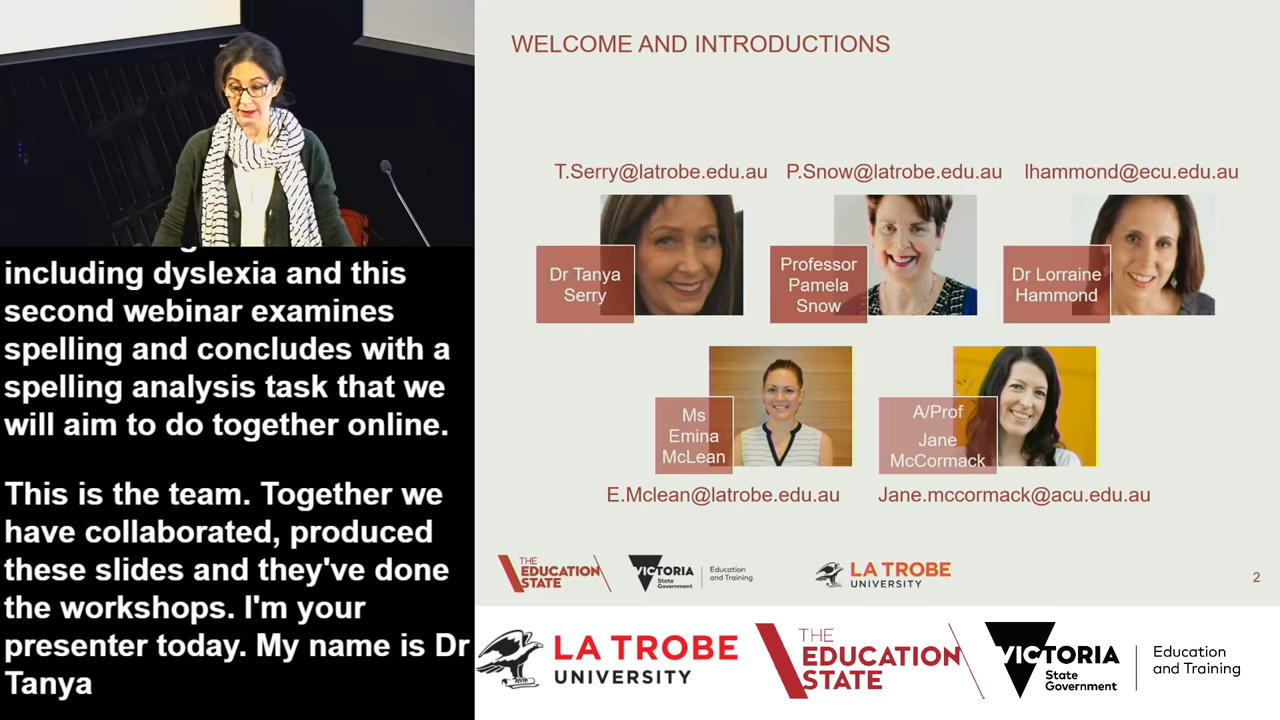 including dyslexia and this
second webinar examines
spelling and concludes with a
spelling analysis task that we
will aim to do together online.
This is the team. Together we
have collaborated, produced
these slides and they've done
the workshops. I'm your
presenter today. My name is Dr
Tanya
WELCOME AND INTRODUCTIONS
T.Serry@latrobe.edu.au
P.Snow@latrobe.edu.au
lhammond@ecu.edu.au
Dr Tanya
Serry
Professor
Pamela
Snow
Dr Lorraine
Hammond
Ms
Emina
McLean
A/Prof
Jane
McCormack
E.Mclean@latrobe.edu.au
Jane.mccormack@acu.edu.au
THE
EDUCATION
STATE
VICTORIA
State
Government
Education
and Training
LA TROBE
UNIVERSITY
2
LA TROBE
UNIVERSITY
THE
EDUCATION
STATE
VICTORIA
State
Government
Education
and Training